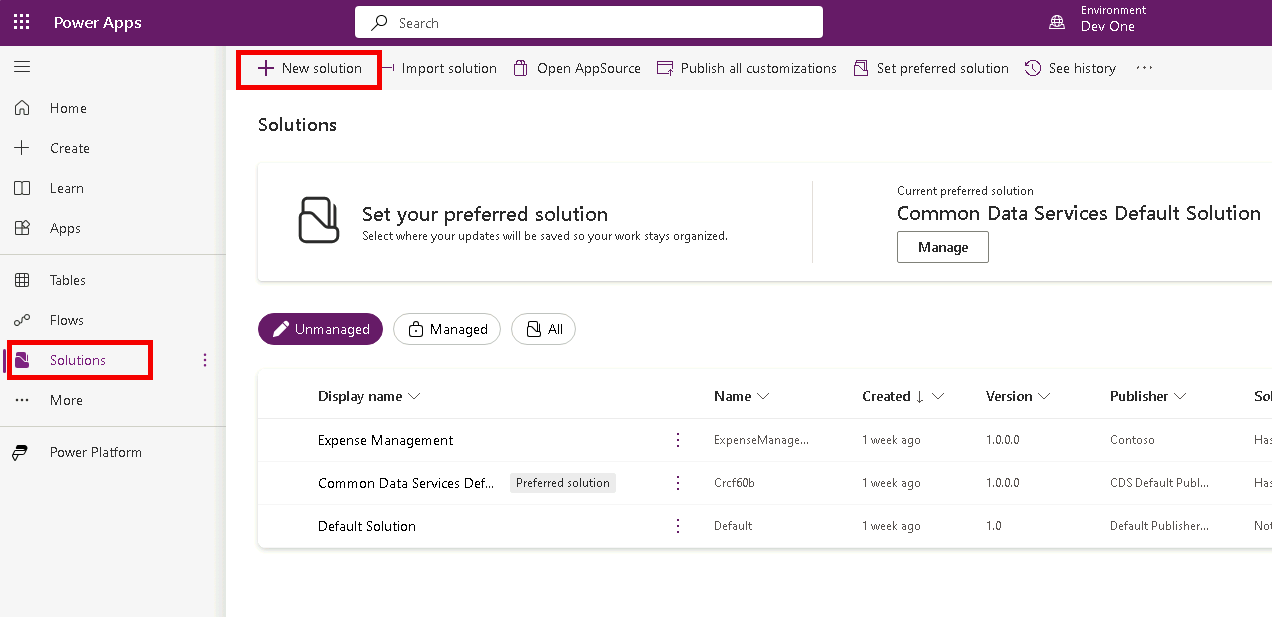 Power Apps
Search
Environment
Dev One
New solution
Import solution
Open AppSource
Publish all customizations
Set preferred solution
See history
Home
Create
Learn
Apps
Tables
Flows
Solutions
More
Power Platform
Solutions
Set your preferred solution
Select where your updates will be saved so your work stays organized.
Current preferred solution
Common Data Services Default Solution
Manage
Unmanaged
Managed
All
Display name Name Created Version Publisher Sol
Expense Management ExpenseManage... 1 week ago 1.0.0.0 Contoso Has
Common Data Services Def... Preferred solution Crcf60b 1 week ago 1.0.0.0 CDS Default Publ... Has
Default Solution Default 1 week ago 1.0 Default Publisher... Not